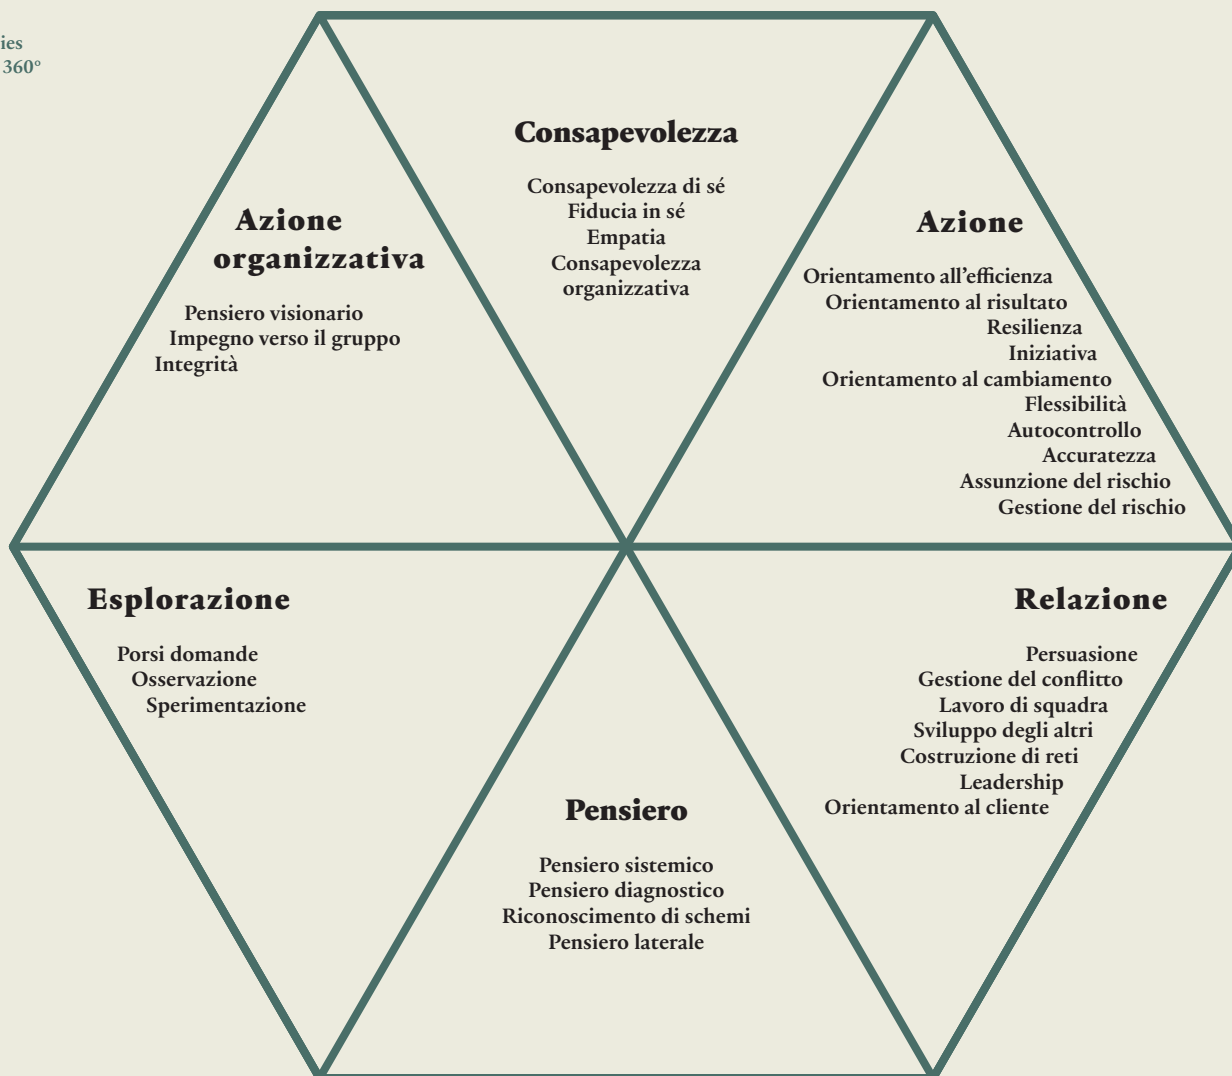 ies
360°
Consapevolezza
Consapevolezza di sé
Fiducia in sé
Empatia
Consapevolezza
organizzativa
Azione
organizzativa
Pensiero visionario
Impegno verso il gruppo
Integrità
Azione
Orientamento all’efficienza
Orientamento al risultato
Resilienza
Iniziativa
Orientamento al cambiamento
Flessibilità
Autocontrollo
Accuratezza
Assunzione del rischio
Gestione del rischio
Esplorazione
Porsi domande
Osservazione
Sperimentazione
Relazione
Persuasione
Gestione del conflitto
Lavoro di squadra
Sviluppo degli altri
Costruzione di reti
Leadership
Orientamento al cliente
Pensiero
Pensiero sistemico
Pensiero diagnostico
Riconoscimento di schemi
Pensiero laterale